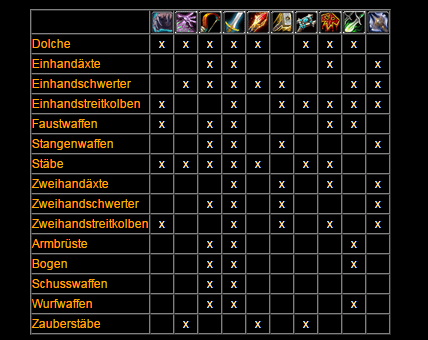 Dolche x x x x x x x x
Einhandäxte x x x x
Einhandschwerter x x x x x x x
Einhandstreitkolben x x x x x x x
Faustwaffen x x x x x
Stangenwaffen x x x x
Stäbe x x x x x x x
Zweihandäxte x x x x
Zweihandschwerter x x x x
Zweihandstreitkolben x x x x x
Armbrüste x x x
Bogen x x x
Schusswaffen x x
Wurfwaffen x x x
Zauberstäbe x x x